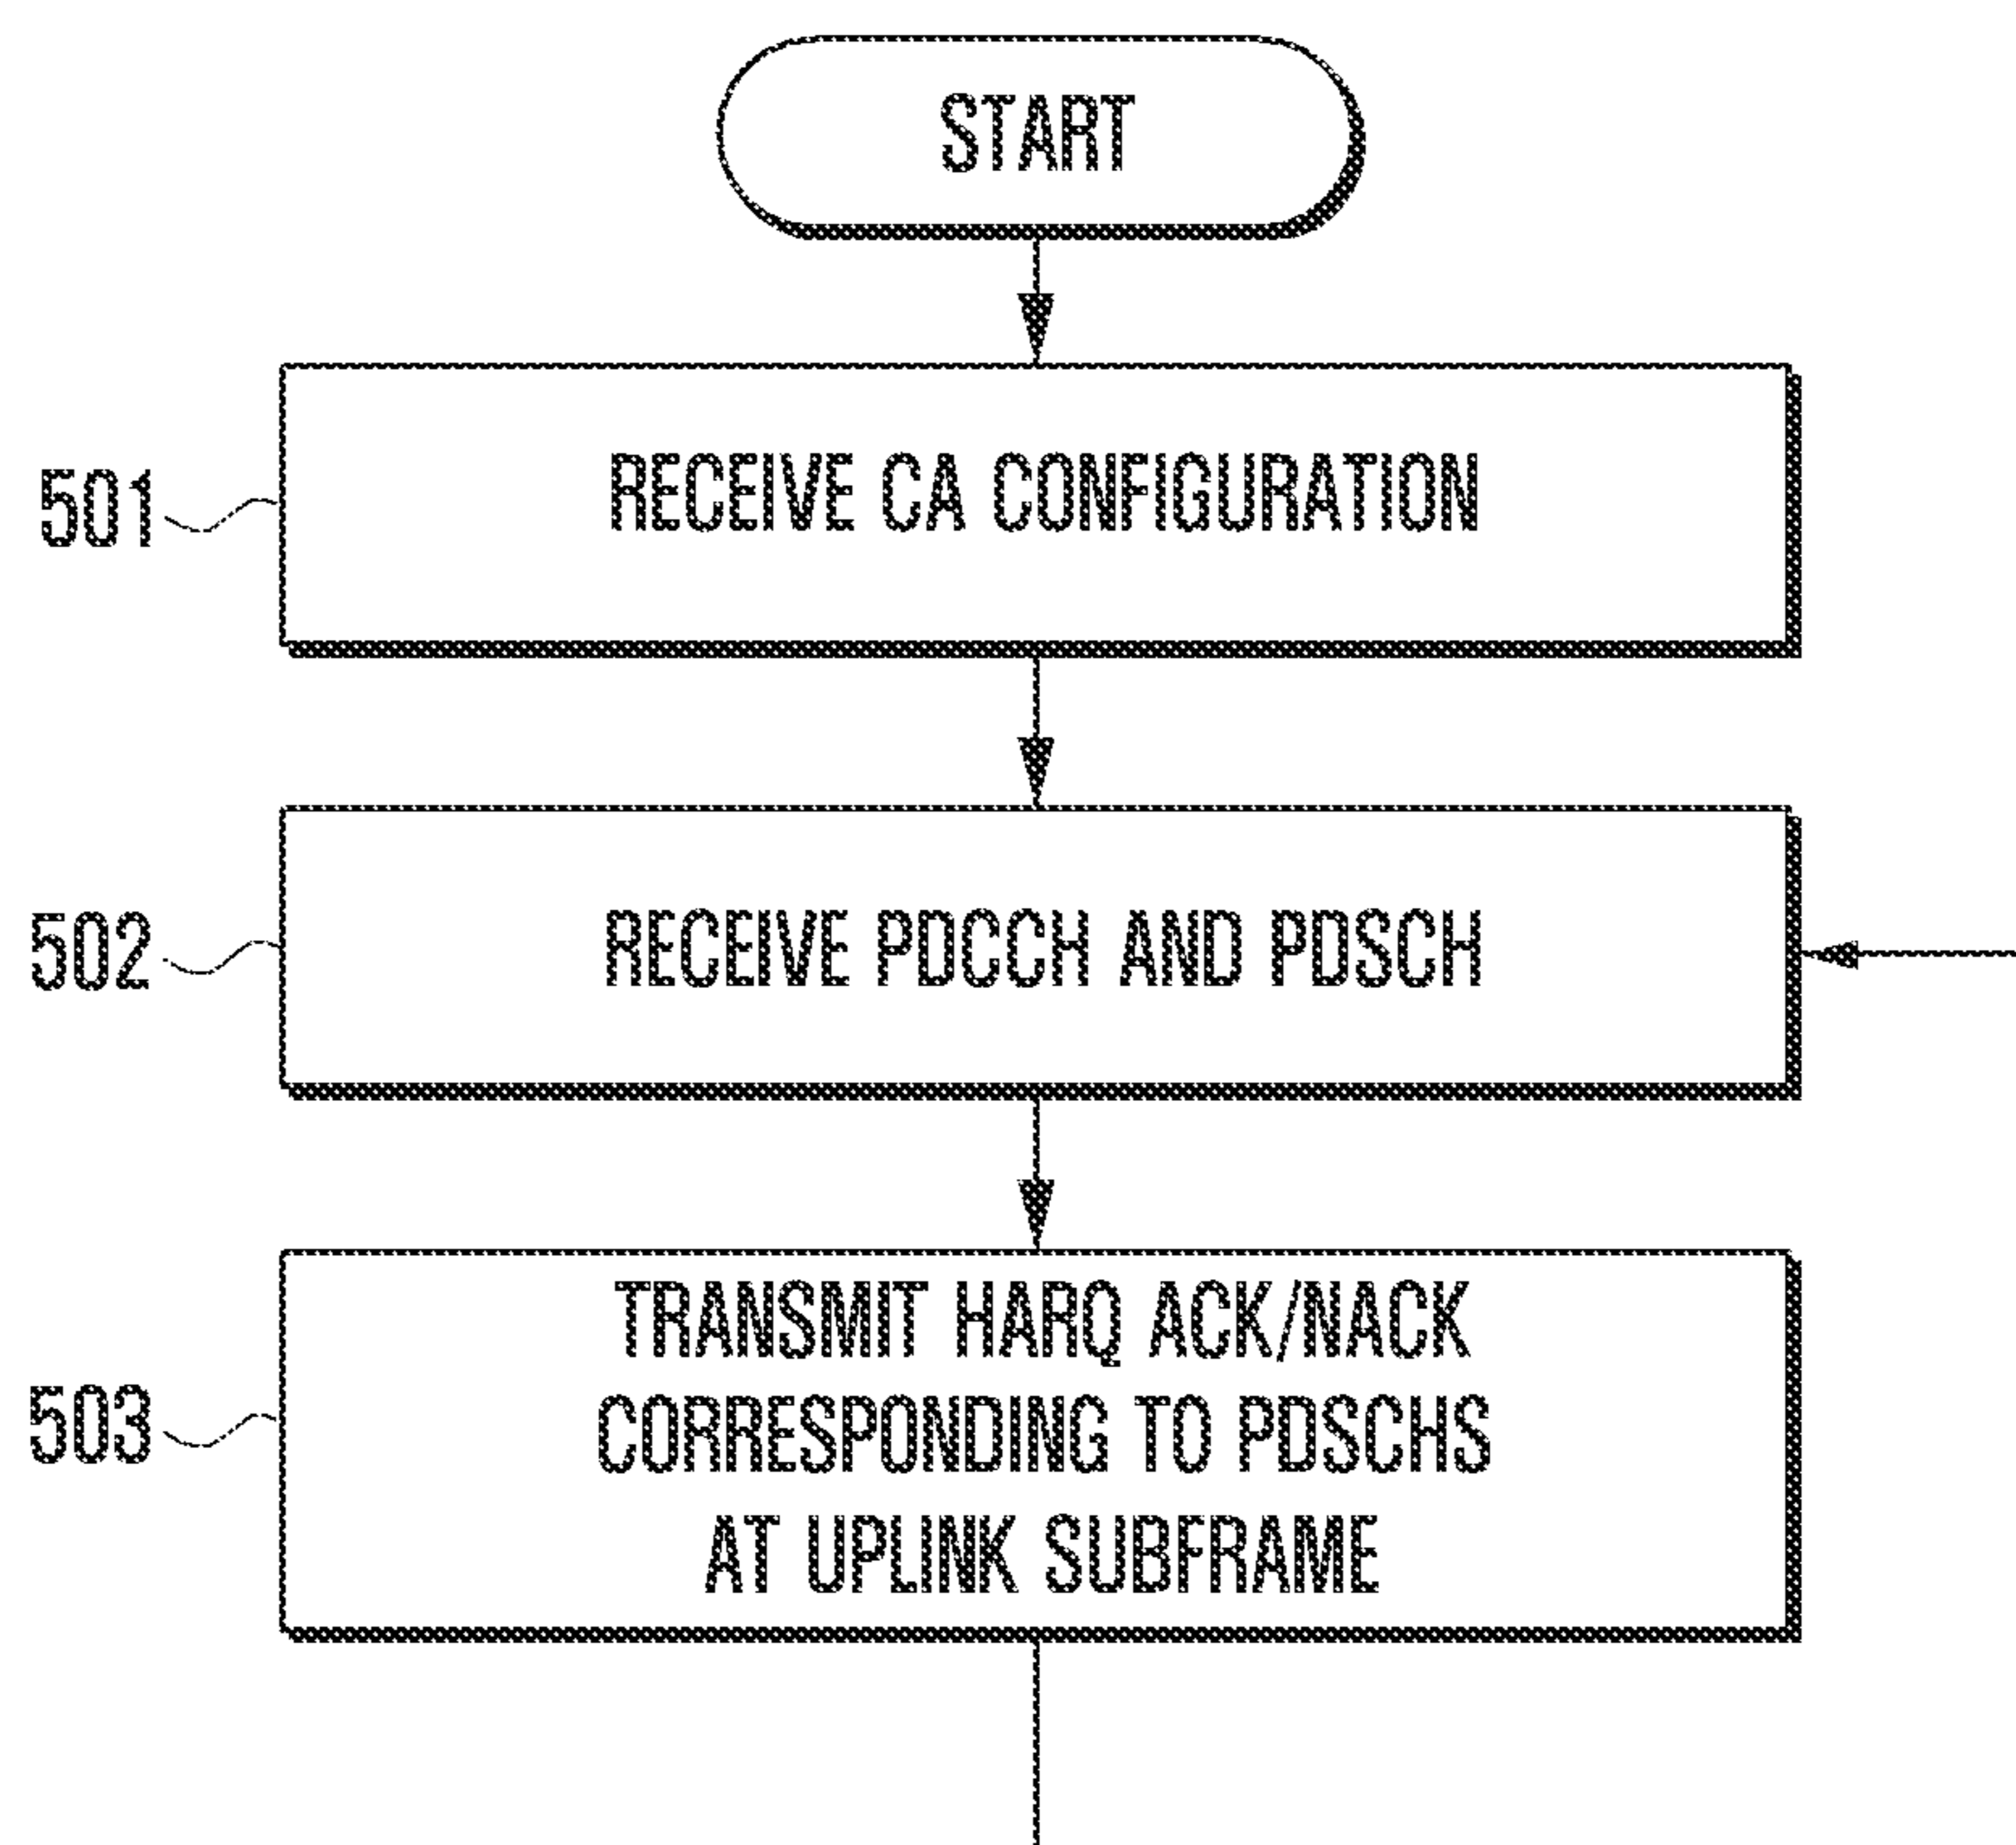 START
501
RECEIVE CA CONFIGURATION
502
RECEIVE PDCCH AND PDSCH
503
TRANSMIT HARQ ACK/NACK
CORRESPONDING TO PDSCHS
AT UPLINK SUBFRAME